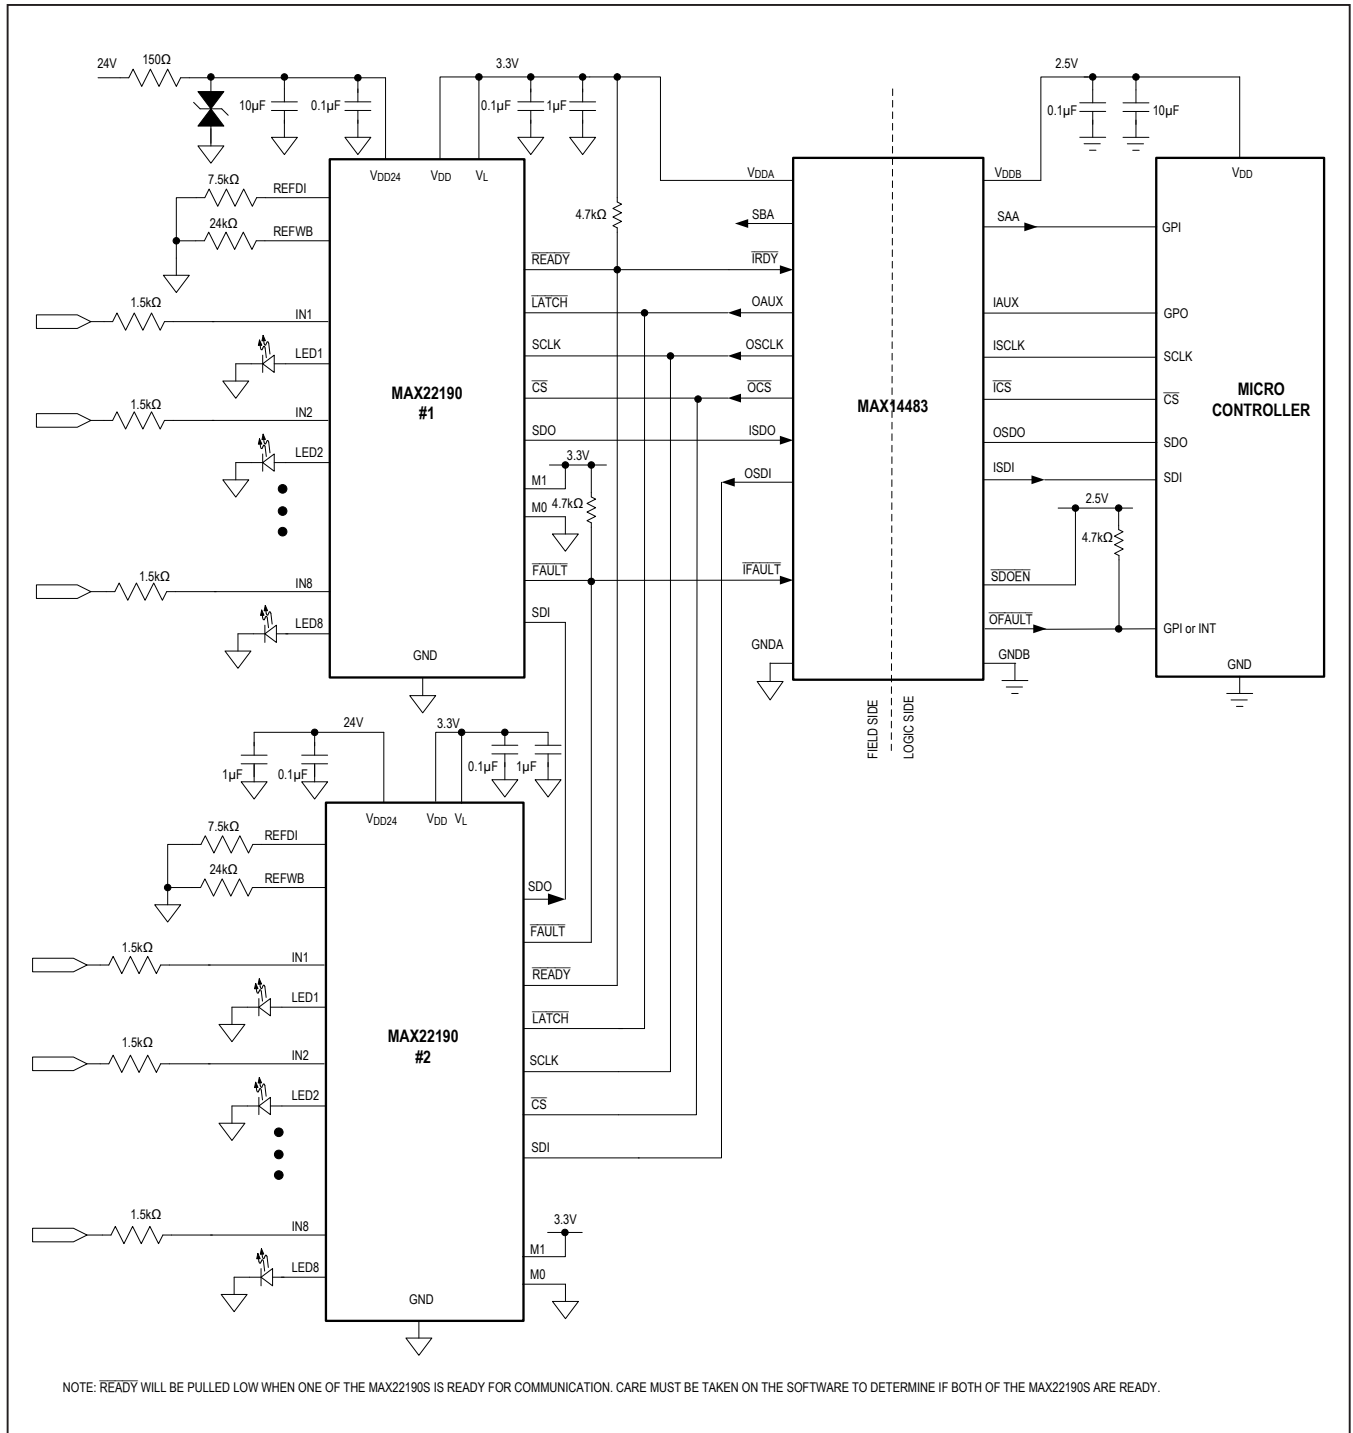 24V
150Ω
10µF
0.1µF
3.3V
0.1µF
1µF
2.5V
0.1µF
10µF
VDD24
VDD
VL
7.5kΩ
REFDI
24kΩ
REFWB
4.7kΩ
VDDA
SBA
VDDB
SAA
VDD
GPI
READY
IRDY
1.5kΩ
IN1
LATCH
OAUX
IAUX
GPO
LED1
SCLK
OSCLK
ISCLK
SCLK
MAX22190
#1
CS
OCS
MAX14483
ICS
CS
MICRO
CONTROLLER
1.5kΩ
IN2
SDO
ISDO
OSDO
SDO
LED2
3.3V
M1
OSDI
ISDI
SDI
M0
4.7kΩ
2.5V
4.7kΩ
1.5kΩ
IN8
FAULT
IFAULT
SDOEN
LED8
SDI
OFAULT
GPI or INT
GND
GNDA
GNDB
GND
FIELD SIDE
LOGIC SIDE
24V
3.3V
1µF
0.1µF
0.1µF
1µF
VDD24
VDD
VL
7.5kΩ
REFDI
24kΩ
REFWB
SDO
FAULT
1.5kΩ
IN1
READY
LED1
LATCH
MAX22190
#2
1.5kΩ
IN2
SCLK
LED2
CS
SDI
1.5kΩ
IN8
3.3V
M1
LED8
M0
GND
NOTE: READY WILL BE PULLED LOW WHEN ONE OF THE MAX22190S IS READY FOR COMMUNICATION. CARE MUST BE TAKEN ON THE SOFTWARE TO DETERMINE IF BOTH OF THE MAX22190S ARE READY.